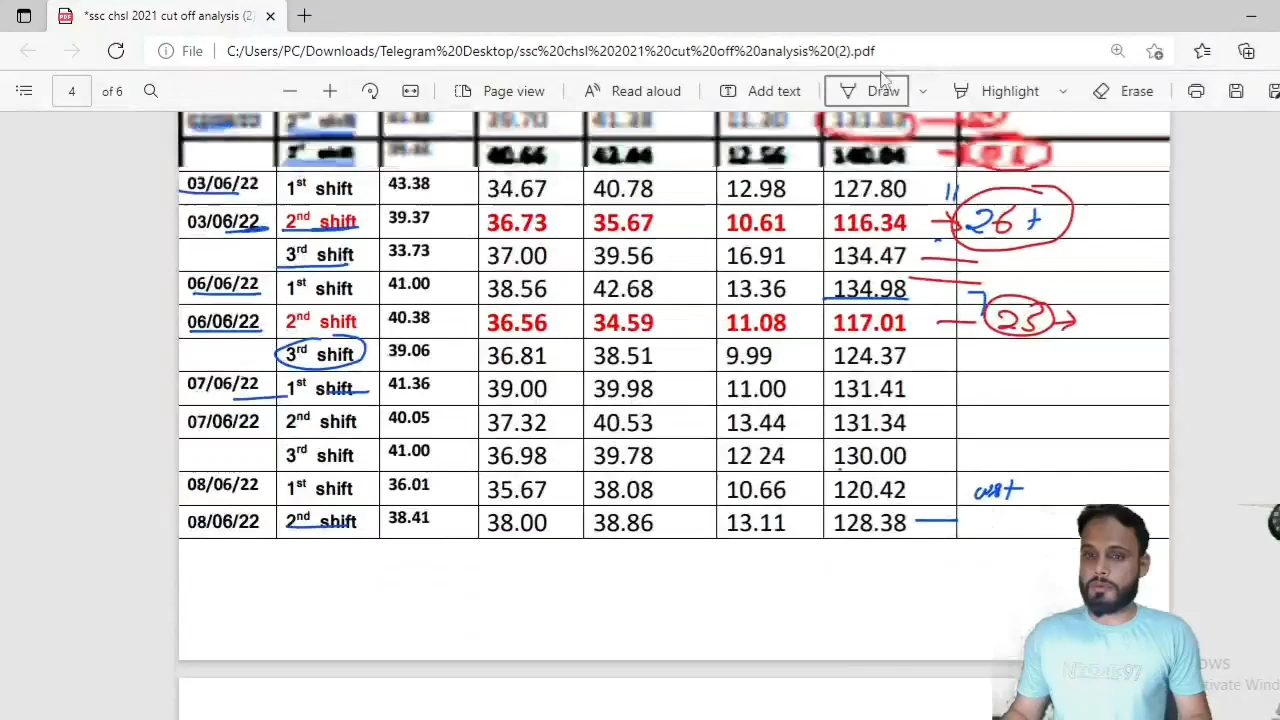 *ssc chsl 2021 cut off analysis (2)
File C:/Users/PC/Downloads/Telegram%20Desktop/ssc%20chsl%202021%20cut%20off%20analysis%20(2).pdf
4 of 6 Page view Read aloud Add text Draw Highlight Erase
2nd shift
40.66 42.44 12.56 140.84
03/06/22 1st shift 43.38 34.67 40.78 12.98 127.80
03/06/22 2nd shift 39.37 36.73 35.67 10.61 116.34 26 +
3rd shift 33.73 37.00 39.56 16.91 134.47
06/06/22 1st shift 41.00 38.56 42.68 13.36 134.98
06/06/22 2nd shift 40.38 36.56 34.59 11.08 117.01 23
3rd shift 39.06 36.81 38.51 9.99 124.37
07/06/22 1st shift 41.36 39.00 39.98 11.00 131.41
07/06/22 2nd shift 40.05 37.32 40.53 13.44 131.34
3rd shift 41.00 36.98 39.78 12 24 130.00
08/06/22 1st shift 36.01 35.67 38.08 10.66 120.42
08/06/22 2nd shift 38.41 38.00 38.86 13.11 128.38